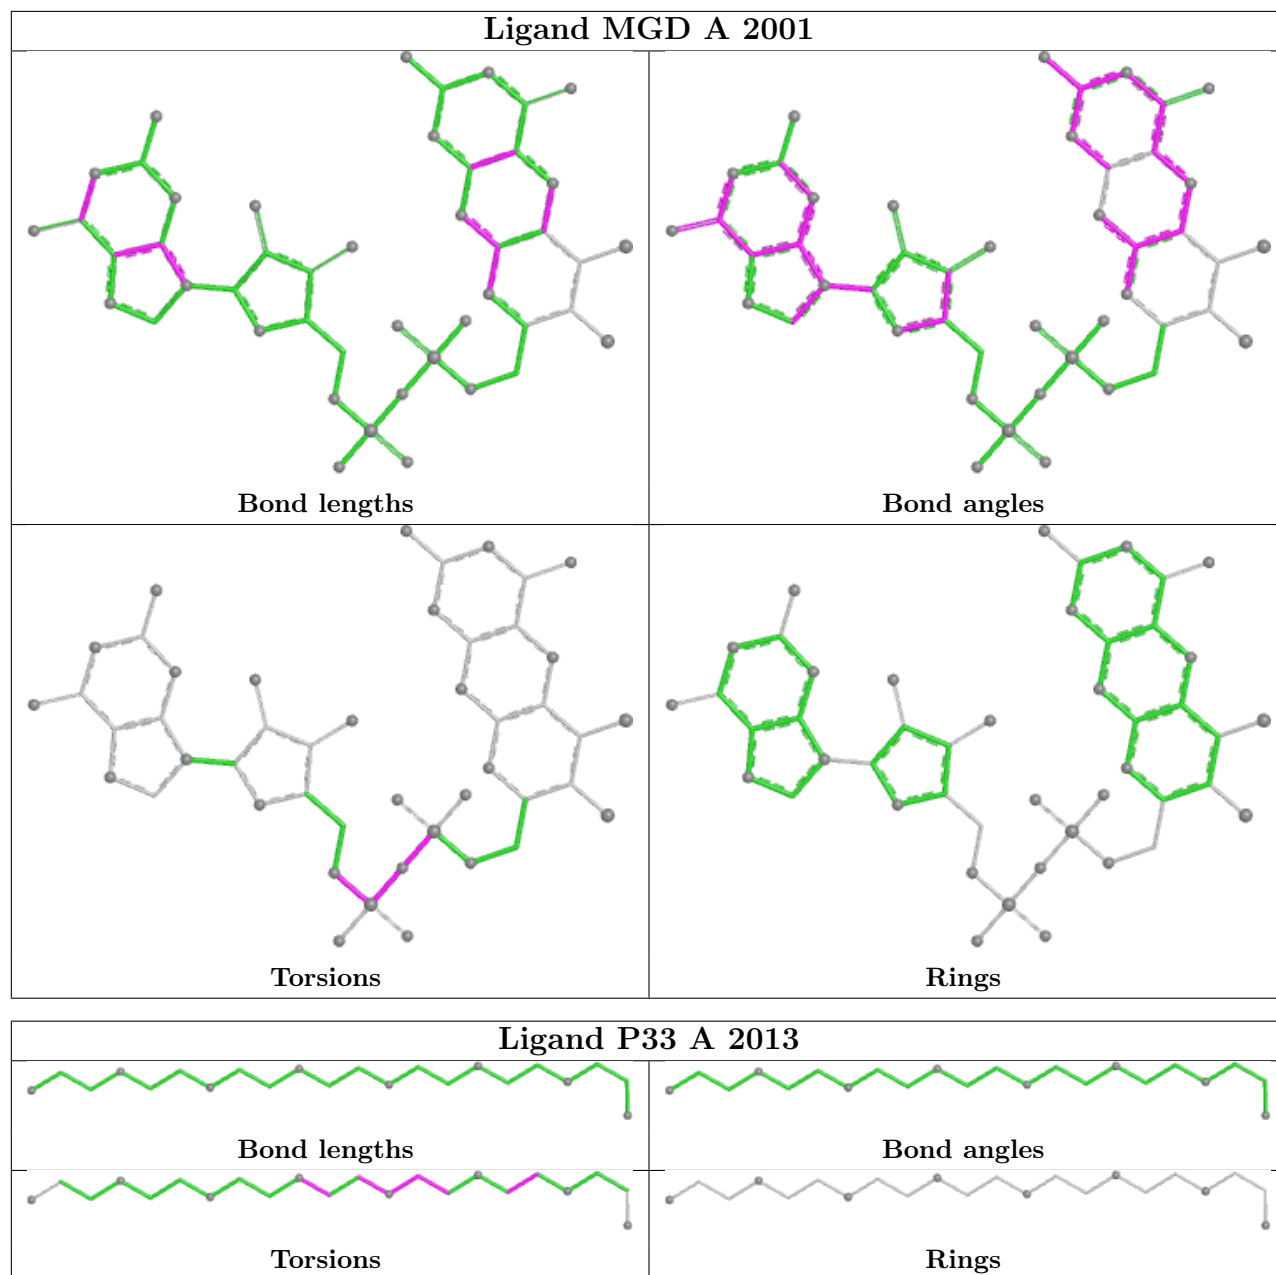 Ligand MGD A 2001
Bond lengths
Bond angles
Torsions
Rings
Ligand P33 A 2013
Bond lengths
Bond angles
Torsions
Rings